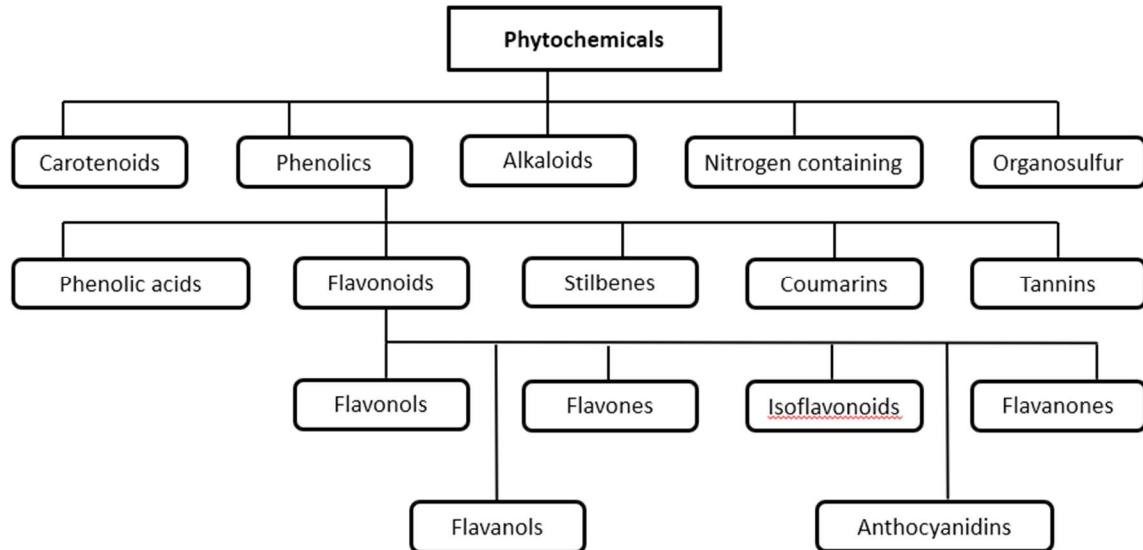 Phytochemicals
Carotenoids
Phenolics
Alkaloids
Nitrogen containing
Organosulfur
Phenolic acids
Flavonoids
Stilbenes
Coumarins
Tannins
Flavonols
Flavones
Isoflavonoids
Flavanones
Flavanols
Anthocyanidins